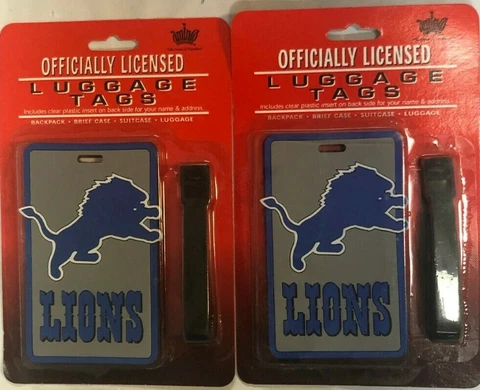 OFFICIALLY LICENSED
LUGGAGE
TAGS
Includes clear plastic insert on back side for your name & address.
BACKPACK • BRIEF CASE • SUITCASE • LUGGAGE
LIONS
OFFICIALLY LICENSED
LUGGAGE
TAGS
Includes clear plastic insert on back side for your name & address.
BACKPACK • BRIEF CASE • SUITCASE • LUGGAGE
LIONS